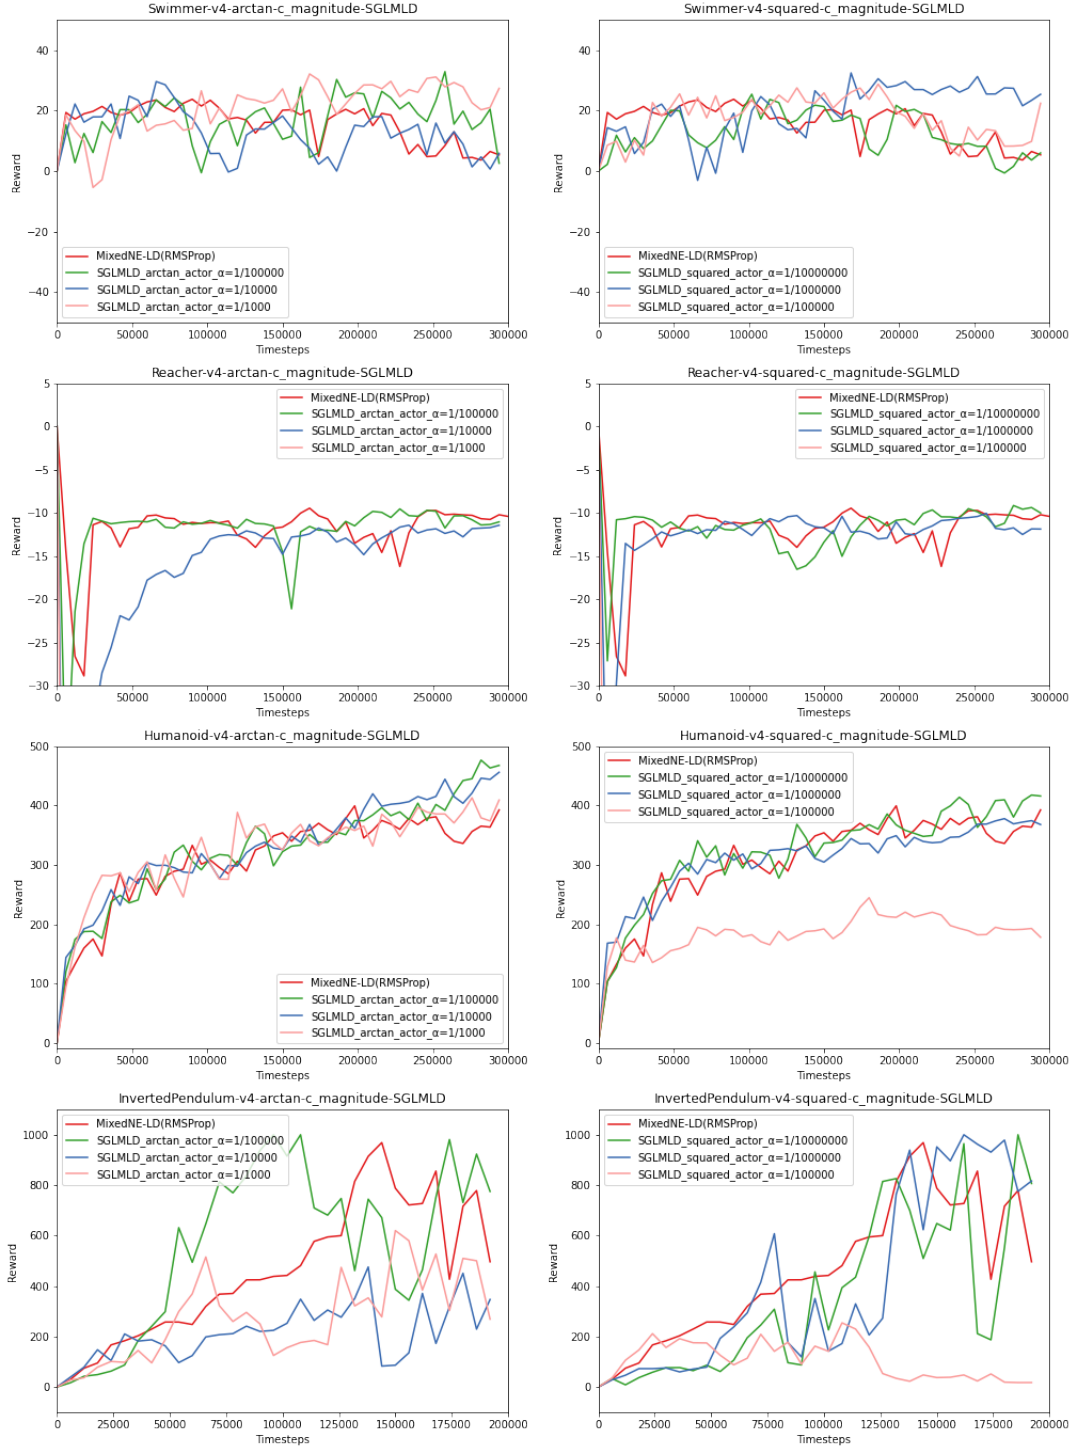 Swimmer-v4-arctan-c_magnitude-SGLMLD
40
20
0
−20
−40
Reward
MixedNE-LD(RMSProp)
SGLMLD_arctan_actor_α=1/100000
SGLMLD_arctan_actor_α=1/10000
SGLMLD_arctan_actor_α=1/1000
0 50000 100000 150000 200000 250000 300000
Timesteps
Swimmer-v4-squared-c_magnitude-SGLMLD
40
20
0
−20
−40
Reward
MixedNE-LD(RMSProp)
SGLMLD_squared_actor_α=1/10000000
SGLMLD_squared_actor_α=1/1000000
SGLMLD_squared_actor_α=1/100000
0 50000 100000 150000 200000 250000 300000
Timesteps
Reacher-v4-arctan-c_magnitude-SGLMLD
5
0
−5
−10
−15
−20
−25
−30
Reward
MixedNE-LD(RMSProp)
SGLMLD_arctan_actor_α=1/100000
SGLMLD_arctan_actor_α=1/10000
SGLMLD_arctan_actor_α=1/1000
0 50000 100000 150000 200000 250000 300000
Timesteps
Reacher-v4-squared-c_magnitude-SGLMLD
5
0
−5
−10
−15
−20
−25
−30
Reward
MixedNE-LD(RMSProp)
SGLMLD_squared_actor_α=1/10000000
SGLMLD_squared_actor_α=1/1000000
SGLMLD_squared_actor_α=1/100000
0 50000 100000 150000 200000 250000 300000
Timesteps
Humanoid-v4-arctan-c_magnitude-SGLMLD
500
400
300
200
100
0
Reward
MixedNE-LD(RMSProp)
SGLMLD_arctan_actor_α=1/100000
SGLMLD_arctan_actor_α=1/10000
SGLMLD_arctan_actor_α=1/1000
0 50000 100000 150000 200000 250000 300000
Timesteps
Humanoid-v4-squared-c_magnitude-SGLMLD
500
400
300
200
100
0
Reward
MixedNE-LD(RMSProp)
SGLMLD_squared_actor_α=1/10000000
SGLMLD_squared_actor_α=1/1000000
SGLMLD_squared_actor_α=1/100000
0 50000 100000 150000 200000 250000 300000
Timesteps
InvertedPendulum-v4-arctan-c_magnitude-SGLMLD
1000
800
600
400
200
0
Reward
MixedNE-LD(RMSProp)
SGLMLD_arctan_actor_α=1/100000
SGLMLD_arctan_actor_α=1/10000
SGLMLD_arctan_actor_α=1/1000
0 25000 50000 75000 100000 125000 150000 175000 200000
Timesteps
InvertedPendulum-v4-squared-c_magnitude-SGLMLD
1000
800
600
400
200
0
Reward
MixedNE-LD(RMSProp)
SGLMLD_squared_actor_α=1/10000000
SGLMLD_squared_actor_α=1/1000000
SGLMLD_squared_actor_α=1/100000
0 25000 50000 75000 100000 125000 150000 175000 200000
Timesteps